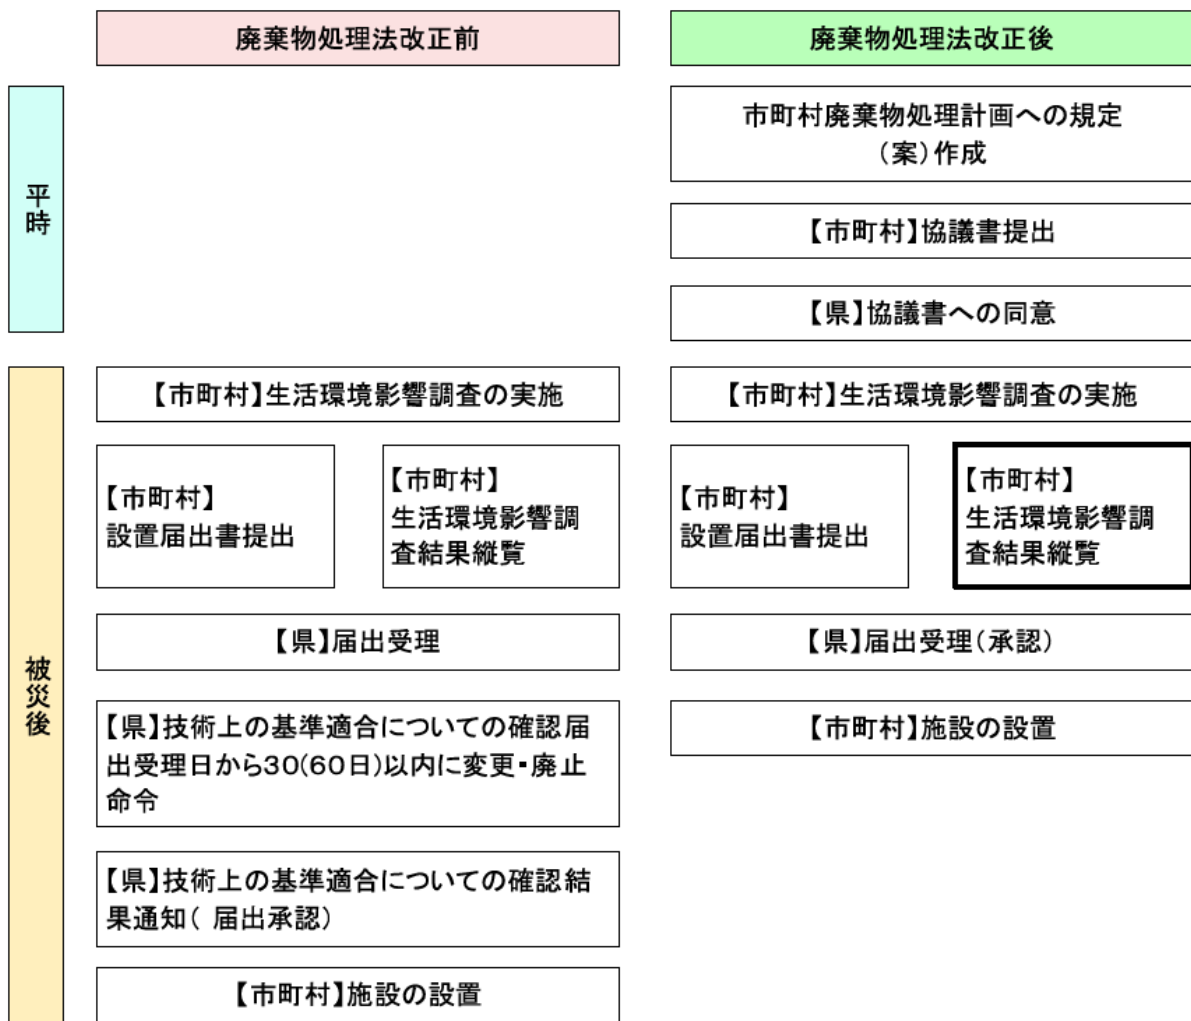 廃棄物処理法改正前
廃棄物処理法改正後
平時
市町村廃棄物処理計画への規定
（案）作成
【市町村】協議書提出
【県】協議書への同意
被災後
【市町村】生活環境影響調査の実施
【市町村】生活環境影響調査の実施
【市町村】
設置届出書提出
【市町村】
生活環境影響調
査結果縦覧
【市町村】
設置届出書提出
【市町村】
生活環境影響調
査結果縦覧
【県】届出受理
【県】届出受理（承認）
【県】技術上の基準適合についての確認届
出受理日から30(60日)以内に変更・廃止
命令
【市町村】施設の設置
【県】技術上の基準適合についての確認結
果通知（ 届出承認）
【市町村】施設の設置